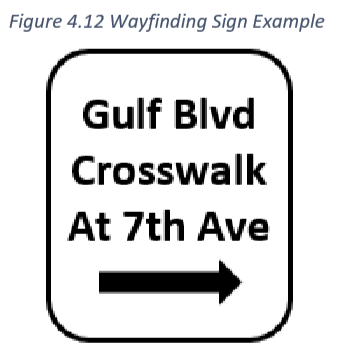 Figure 4.12 Wayfinding Sign Example
Gulf Blvd
Crosswalk
At 7th Ave